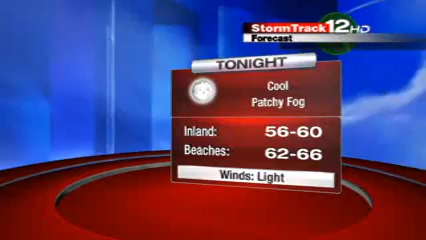 StormTrack 12 HD
Forecast
TONIGHT
Cool
Patchy Fog
Inland: 56-60
Beaches: 62-66
Winds: Light